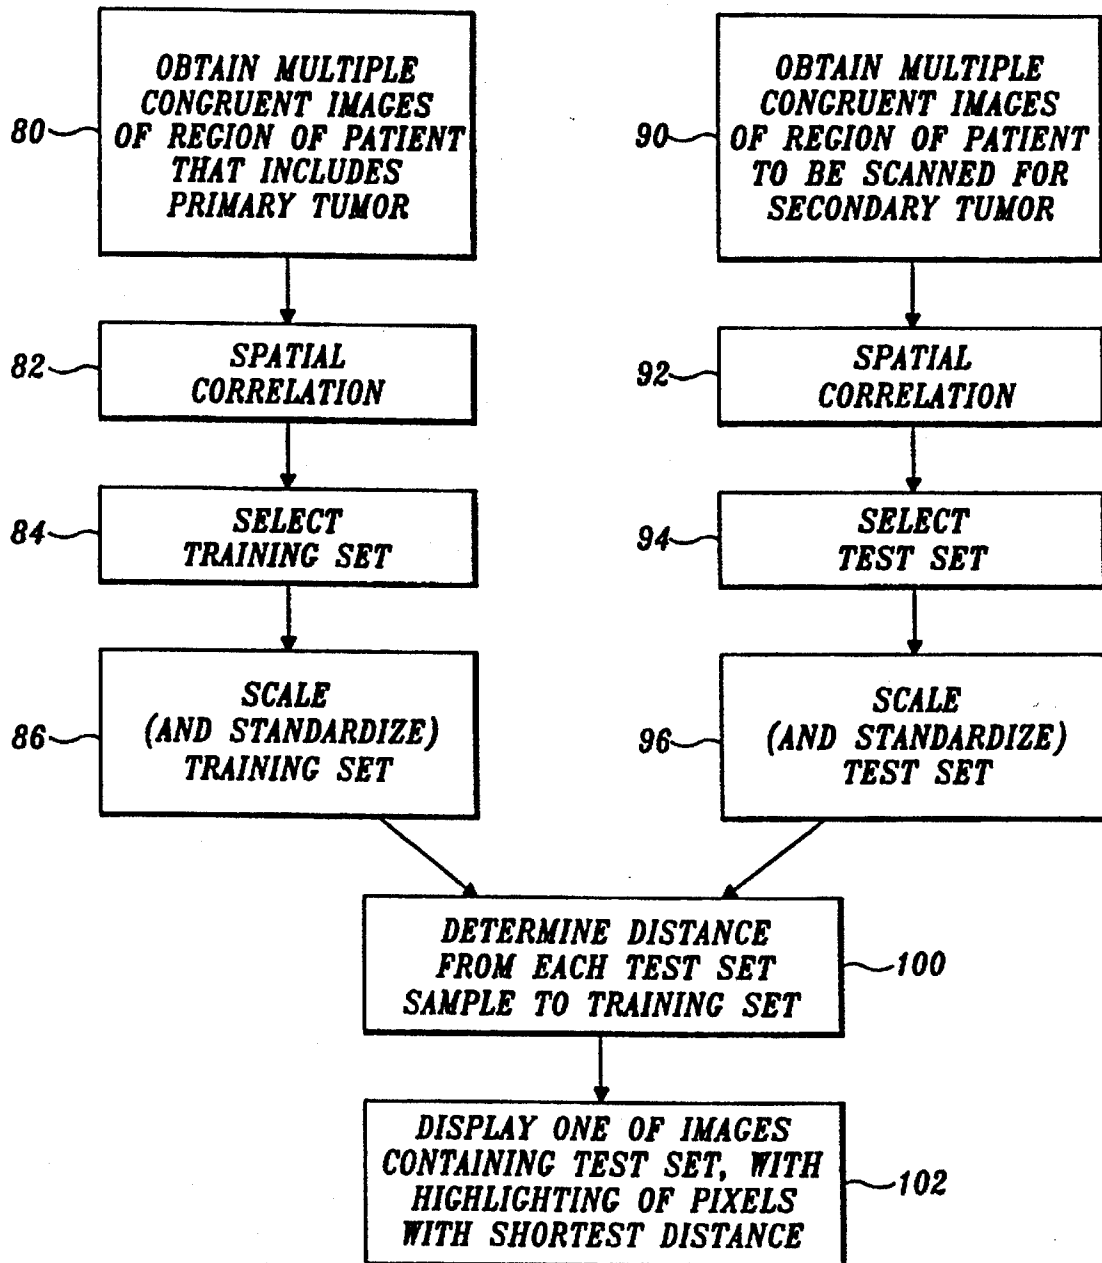 80
OBTAIN MULTIPLE
CONGRUENT IMAGES
OF REGION OF PATIENT
THAT INCLUDES
PRIMARY TUMOR
82
SPATIAL
CORRELATION
84
SELECT
TRAINING SET
86
SCALE
(AND STANDARDIZE)
TRAINING SET
90
OBTAIN MULTIPLE
CONGRUENT IMAGES
OF REGION OF PATIENT
TO BE SCANNED FOR
SECONDARY TUMOR
92
SPATIAL
CORRELATION
94
SELECT
TEST SET
96
SCALE
(AND STANDARDIZE)
TEST SET
DETERMINE DISTANCE
FROM EACH TEST SET
SAMPLE TO TRAINING SET
100
DISPLAY ONE OF IMAGES
CONTAINING TEST SET, WITH
HIGHLIGHTING OF PIXELS
WITH SHORTEST DISTANCE
102